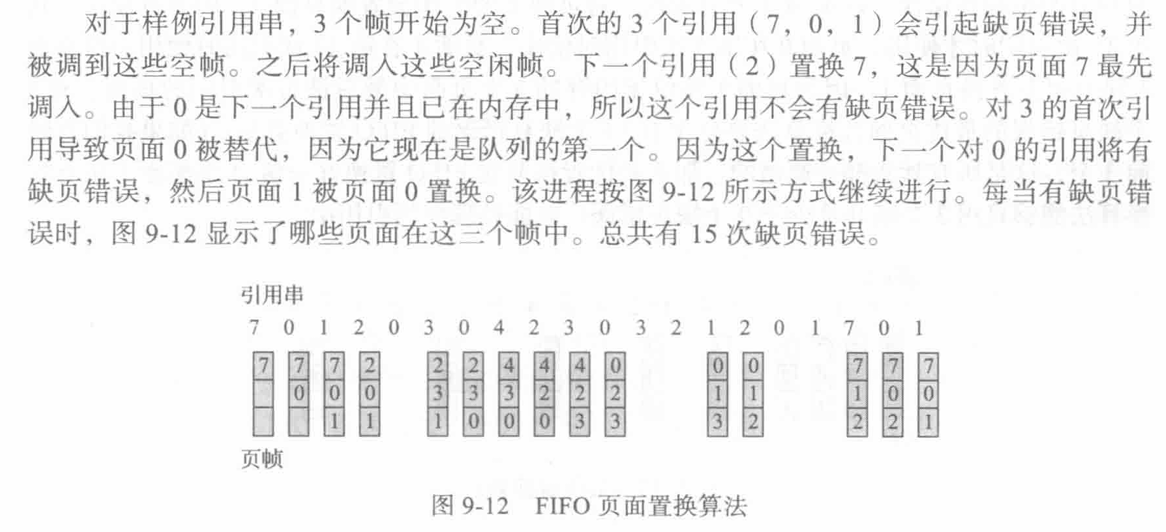 对于样例引用串，3 个帧开始为空。首次的 3 个引用（7，0，1）会引起缺页错误，并
被调到这些空帧。之后将调入这些空闲帧。下一个引用（2）置换 7，这是因为页面 7 最先
调入。由于 0 是下一个引用并且已在内存中，所以这个引用不会有缺页错误。对 3 的首次引
用导致页面 0 被替代，因为它现在是队列的第一个。因为这个置换，下一个对 0 的引用将有
缺页错误，然后页面 1 被页面 0 置换。该进程按图 9-12 所示方式继续进行。每当有缺页错
误时，图 9-12 显示了哪些页面在这三个帧中。总共有 15 次缺页错误。
引用串
7 0 1 2 0 3 0 4 2 3 0 3 2 1 2 0 1 7 0 1
7 7 7 2 2 2 4 4 4 0 0 0 7 7 7
0 0 0 3 3 3 2 2 2 1 1 1 0 0
1 1 1 0 0 0 3 3 3 2 2 2 1
页帧
图 9-12 FIFO 页面置换算法